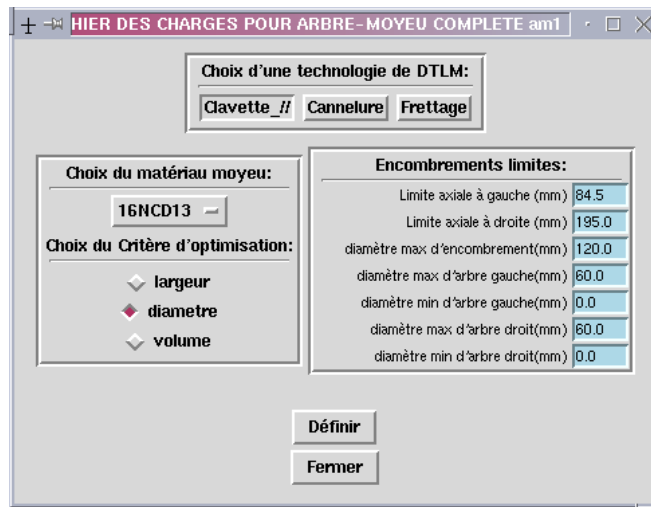 HIER DES CHARGES POUR ARBRE-MOYEU COMPLETE am1
Choix d'une technologie de DTLM:
Clavette_// Cannelure Frettage
Choix du matériau moyeu:
16NCD13
Choix du Critère d'optimisation:
largeur
diametre
volume
Encombrements limites:
Limite axiale à gauche (mm) 84.5
Limite axiale à droite (mm) 195.0
diamètre max d'encombrement(mm) 120.0
diamètre max d'arbre gauche(mm) 60.0
diamètre min d'arbre gauche(mm) 0.0
diamètre max d'arbre droit(mm) 60.0
diamètre min d'arbre droit(mm) 0.0
Définir
Fermer